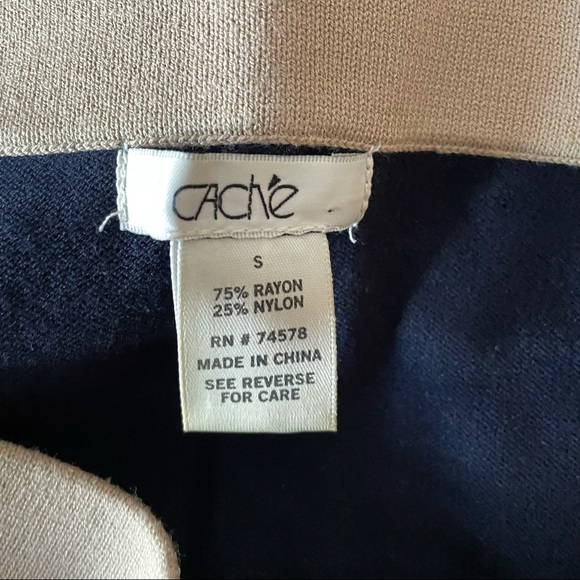 CAChé
S
75% RAYON
25% NYLON
RN # 74578
MADE IN CHINA
SEE REVERSE
FOR CARE